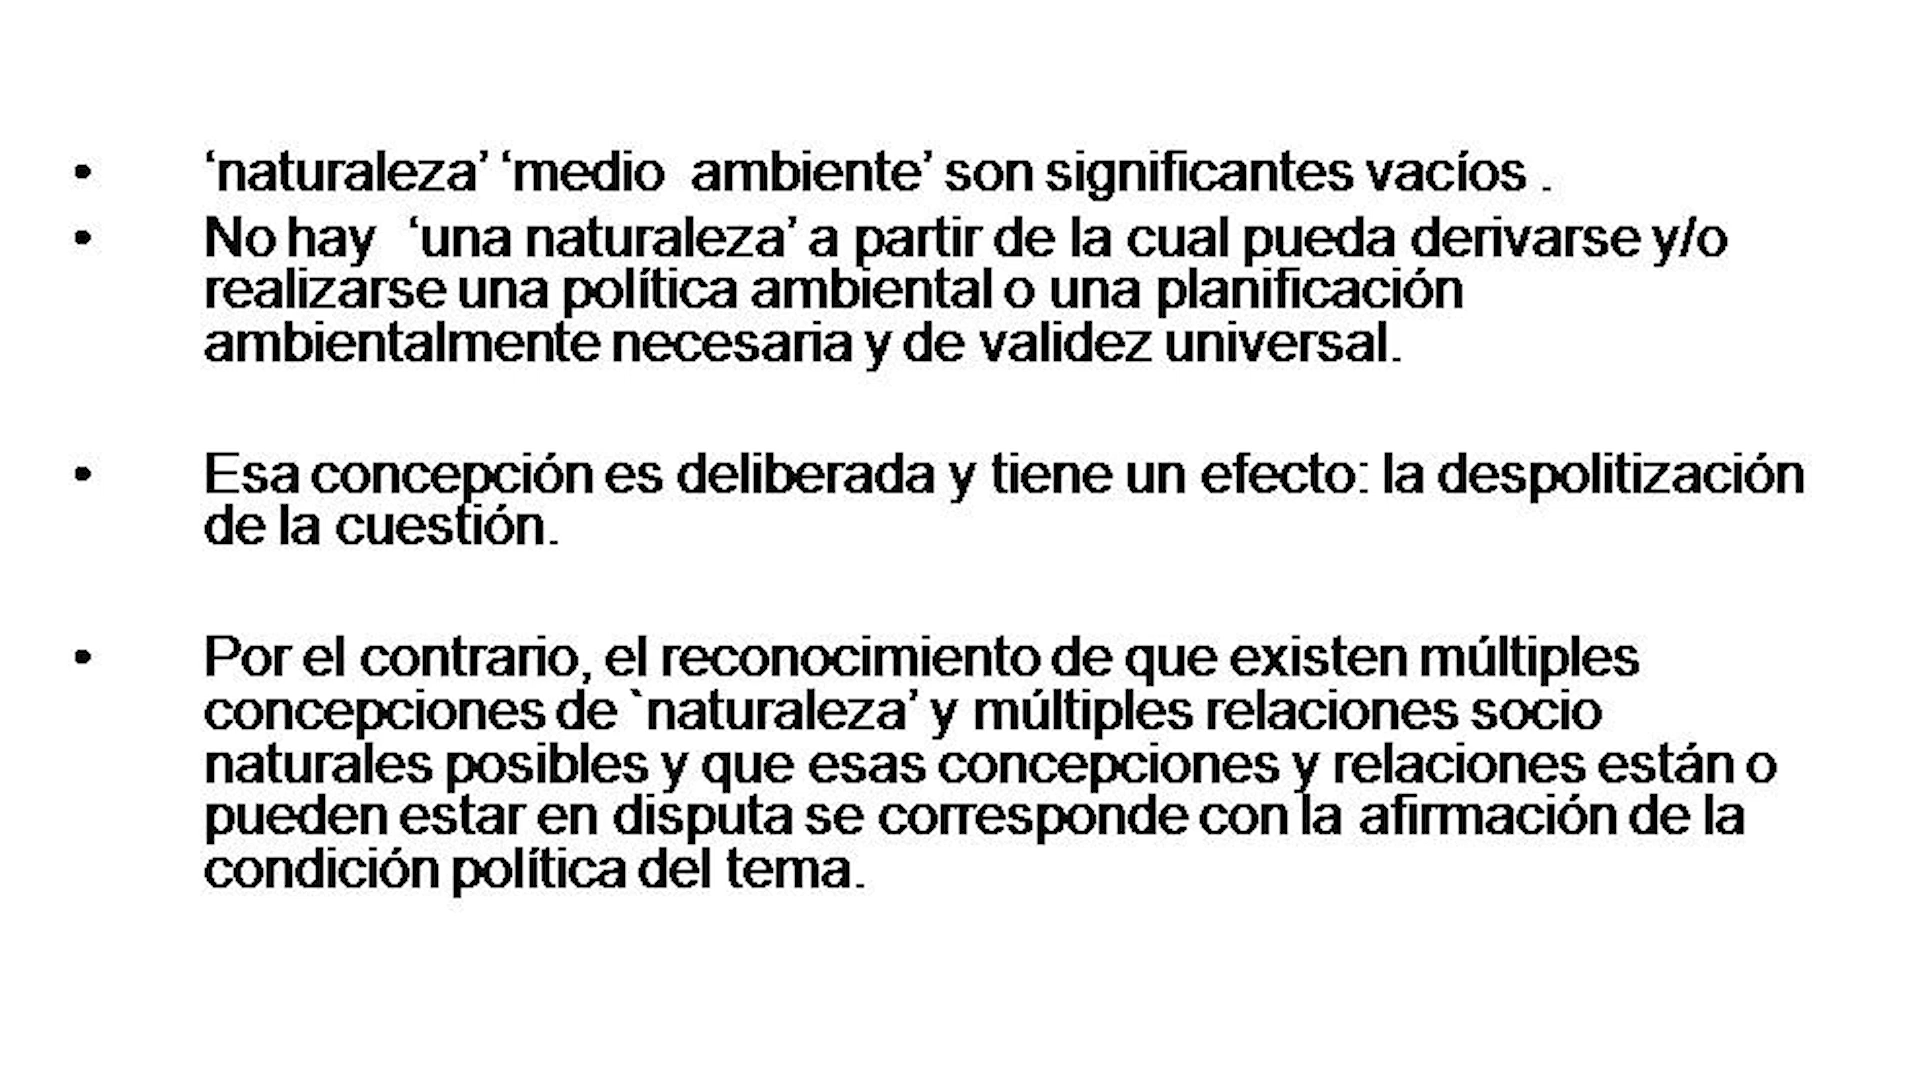 • ‘naturaleza’ ‘medio  ambiente’ son significantes vacíos .
• No hay  ‘una naturaleza’ a partir de la cual pueda derivarse y/o
realizarse una política ambiental o una planificación
ambientalmente necesaria y de validez universal.
• Esa concepción es deliberada y tiene un efecto: la despolitización
de la cuestión.
• Por el contrario, el reconocimiento de que existen múltiples
concepciones de `naturaleza’ y múltiples relaciones socio
naturales posibles y que esas concepciones y relaciones están o
pueden estar en disputa se corresponde con la afirmación de la
condición política del tema.